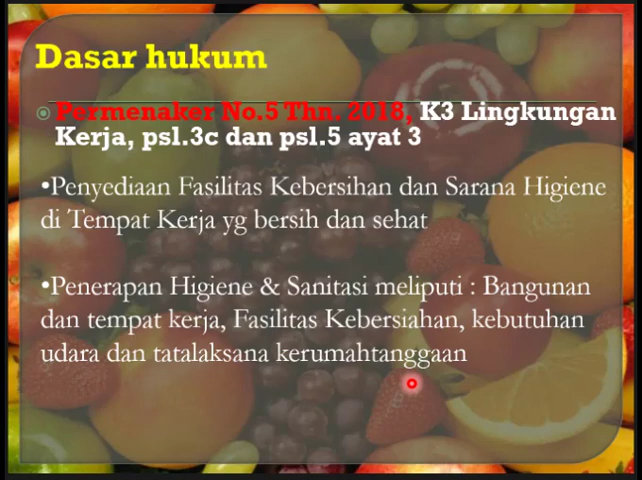 Dasar hukum
Permenaker No.5 Thn. 2018, K3 Lingkungan
Kerja, psl.3c dan psl.5 ayat 3
•Penyediaan Fasilitas Kebersihan dan Sarana Higiene
di Tempat Kerja yg bersih dan sehat
•Penerapan Higiene & Sanitasi meliputi : Bangunan
dan tempat kerja, Fasilitas Kebersiahan, kebutuhan
udara dan tatalaksana kerumahtanggaan